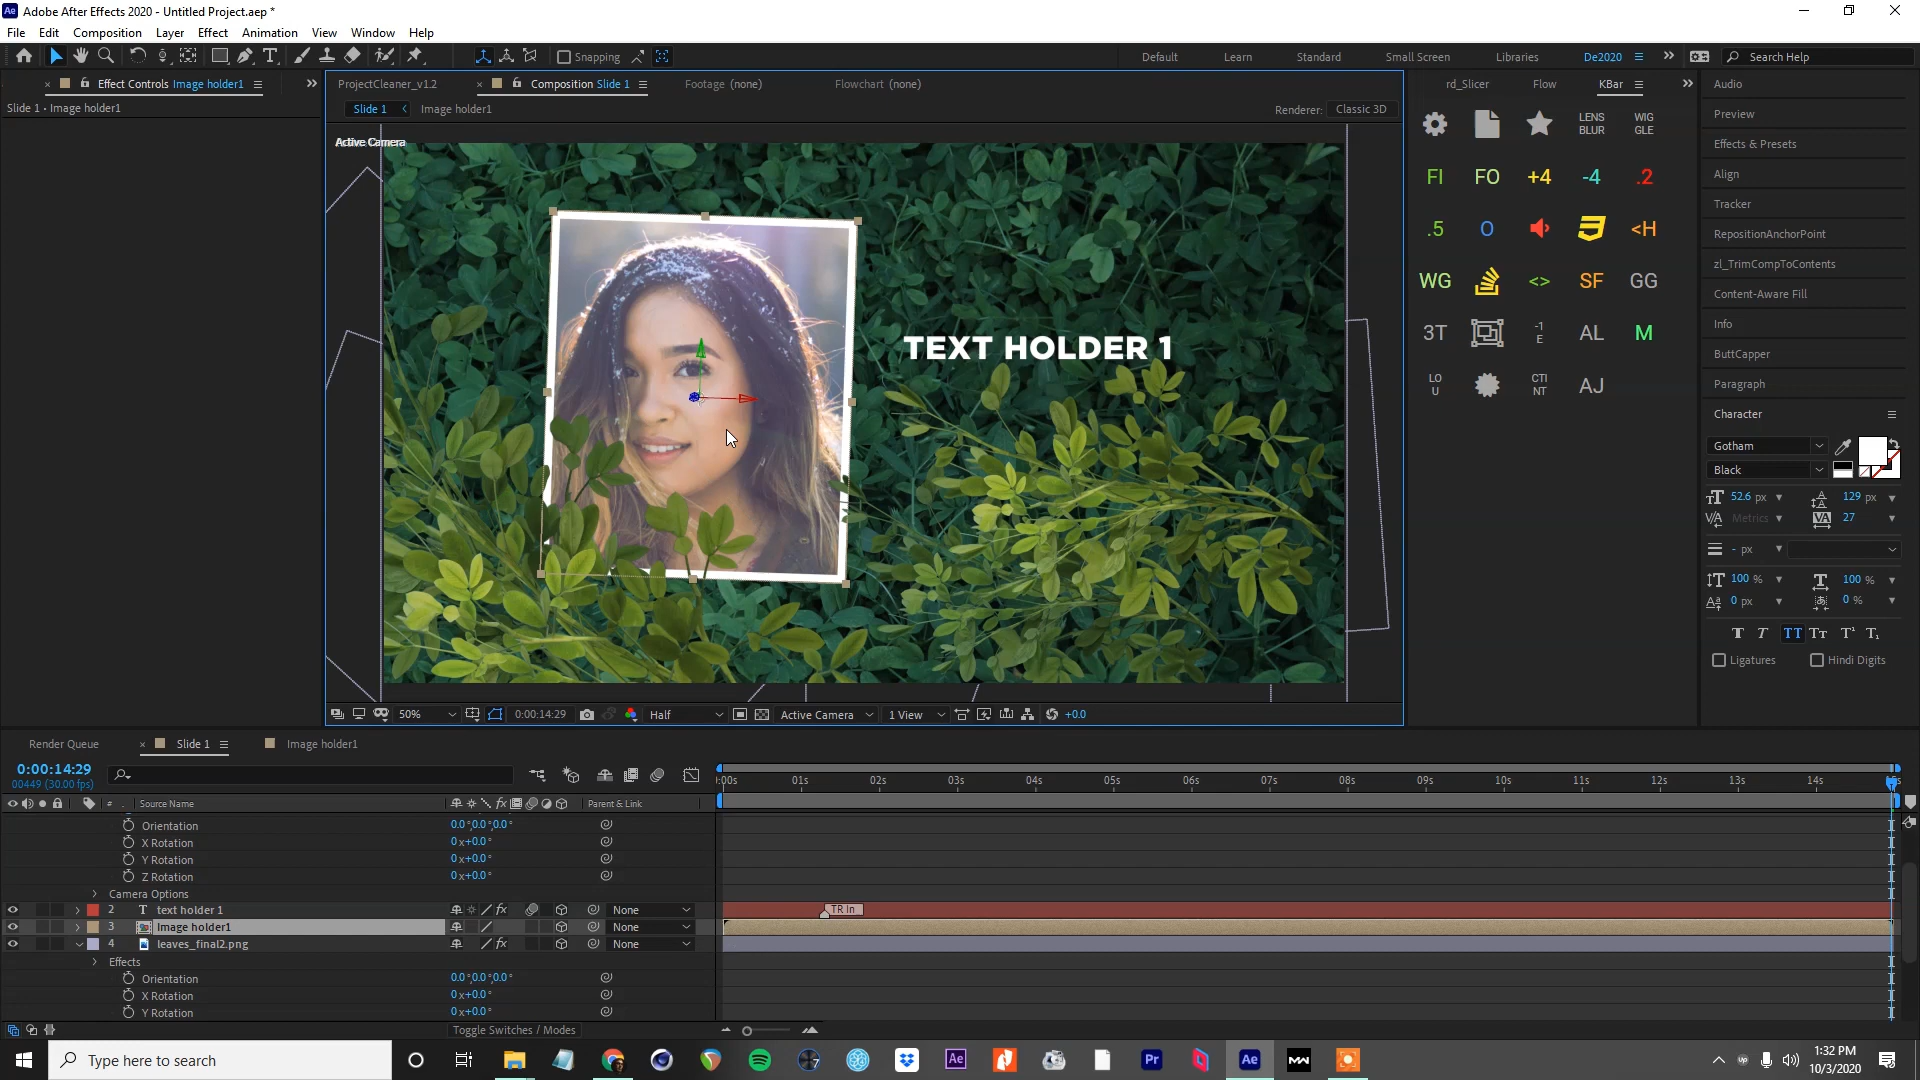 Adobe After Effects 2020 - Untitled Project.aep *
File Edit Composition Layer Effect Animation View Window Help
Snapping Default Learn Standard Small Screen Libraries De2020 Search Help
Effect Controls Image holder1
Slide 1 • Image holder1
ProjectCleaner_v1.2 Composition Slide 1 Footage (none) Flowchart (none)
Slide 1 Image holder1 Renderer: Classic 3D
Active Camera
TEXT HOLDER 1
50% 0:00:14:29 Half Active Camera 1 View +0.0
rd_Slicer Flow KBar
LENS BLUR WIG GLE
FI FO +4 -4 .2
.5 O <H
WG <> SF GG
3T -1 E AL M
LO U CTI NT AJ
Audio
Preview
Effects & Presets
Align
Tracker
RepositionAnchorPoint
zl_TrimCompToContents
Content-Aware Fill
Info
ButtCapper
Paragraph
Character
Gotham
Black
52.6 px 129 px
Metrics 27
- px
100 % 100 %
0 px 0 %
T T TT Tт T¹ T₁
Ligatures Hindi Digits
Render Queue Slide 1 Image holder1
0:00:14:29
00449 (30.00 fps)
:00s 01s 02s 03s 04s 05s 06s 07s 08s 09s 10s 11s 12s 13s 14s
# Source Name fx Parent & Link
Orientation 0.0°,0.0°,0.0°
X Rotation 0x+0.0°
Y Rotation 0x+0.0°
Z Rotation 0x+0.0°
Camera Options
2 T text holder 1 fx None TR In
3 Image holder1 None
4 leaves_final2.png fx None
Effects
Orientation 0.0°,0.0°,0.0°
X Rotation 0x+0.0°
Y Rotation 0x+0.0°
Toggle Switches / Modes
Type here to search
Ae Pr Ae
1:32 PM
10/3/2020